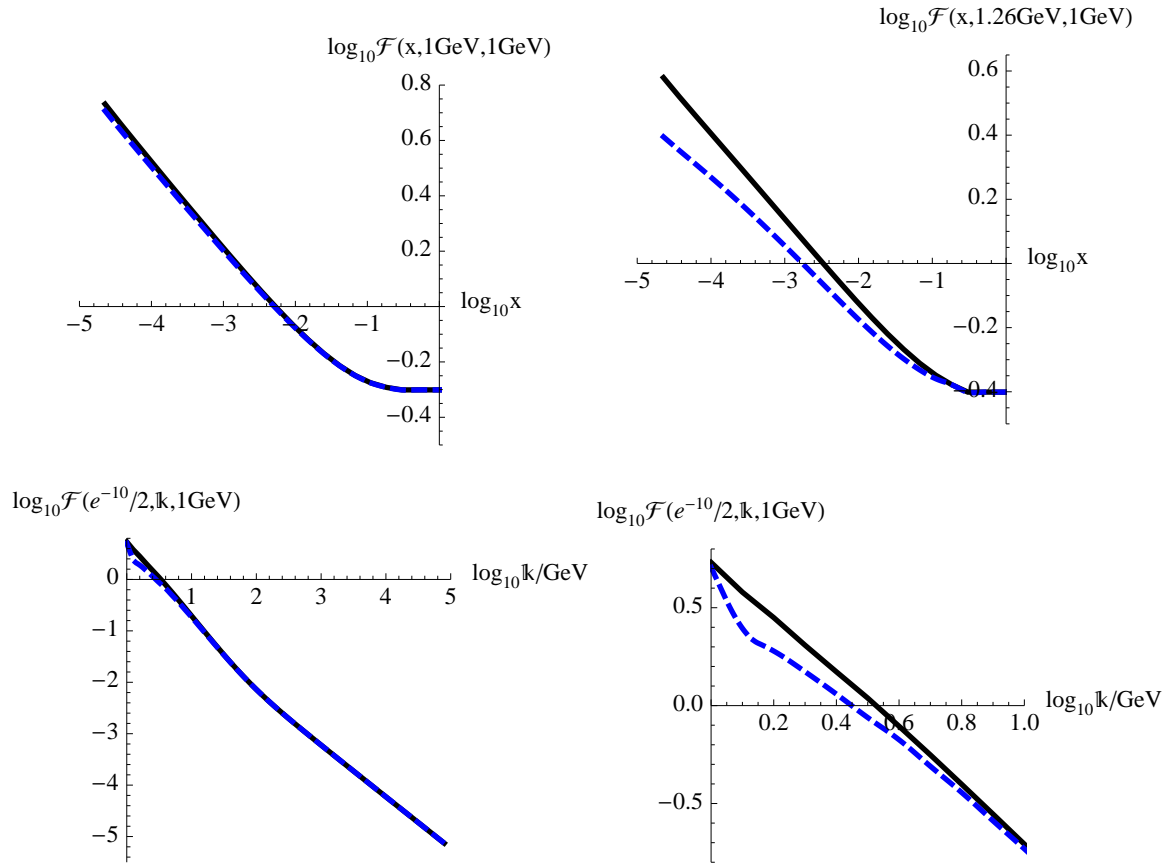 log₁₀ℱ(x,1GeV,1GeV)
0.8
0.6
0.4
0.2
log₁₀x
−5 −4 −3 −2 −1
−0.2
−0.4
log₁₀ℱ(x,1.26GeV,1GeV)
0.6
0.4
0.2
log₁₀x
−5 −4 −3 −2 −1
−0.2
−0.4
log₁₀ℱ(e⁻¹⁰/2,𝕜,1GeV)
0
log₁₀𝕜/GeV
1 2 3 4 5
−1
−2
−3
−4
−5
log₁₀ℱ(e⁻¹⁰/2,𝕜,1GeV)
0.5
log₁₀𝕜/GeV
0.0
0.2 0.4 0.6 0.8 1.0
−0.5